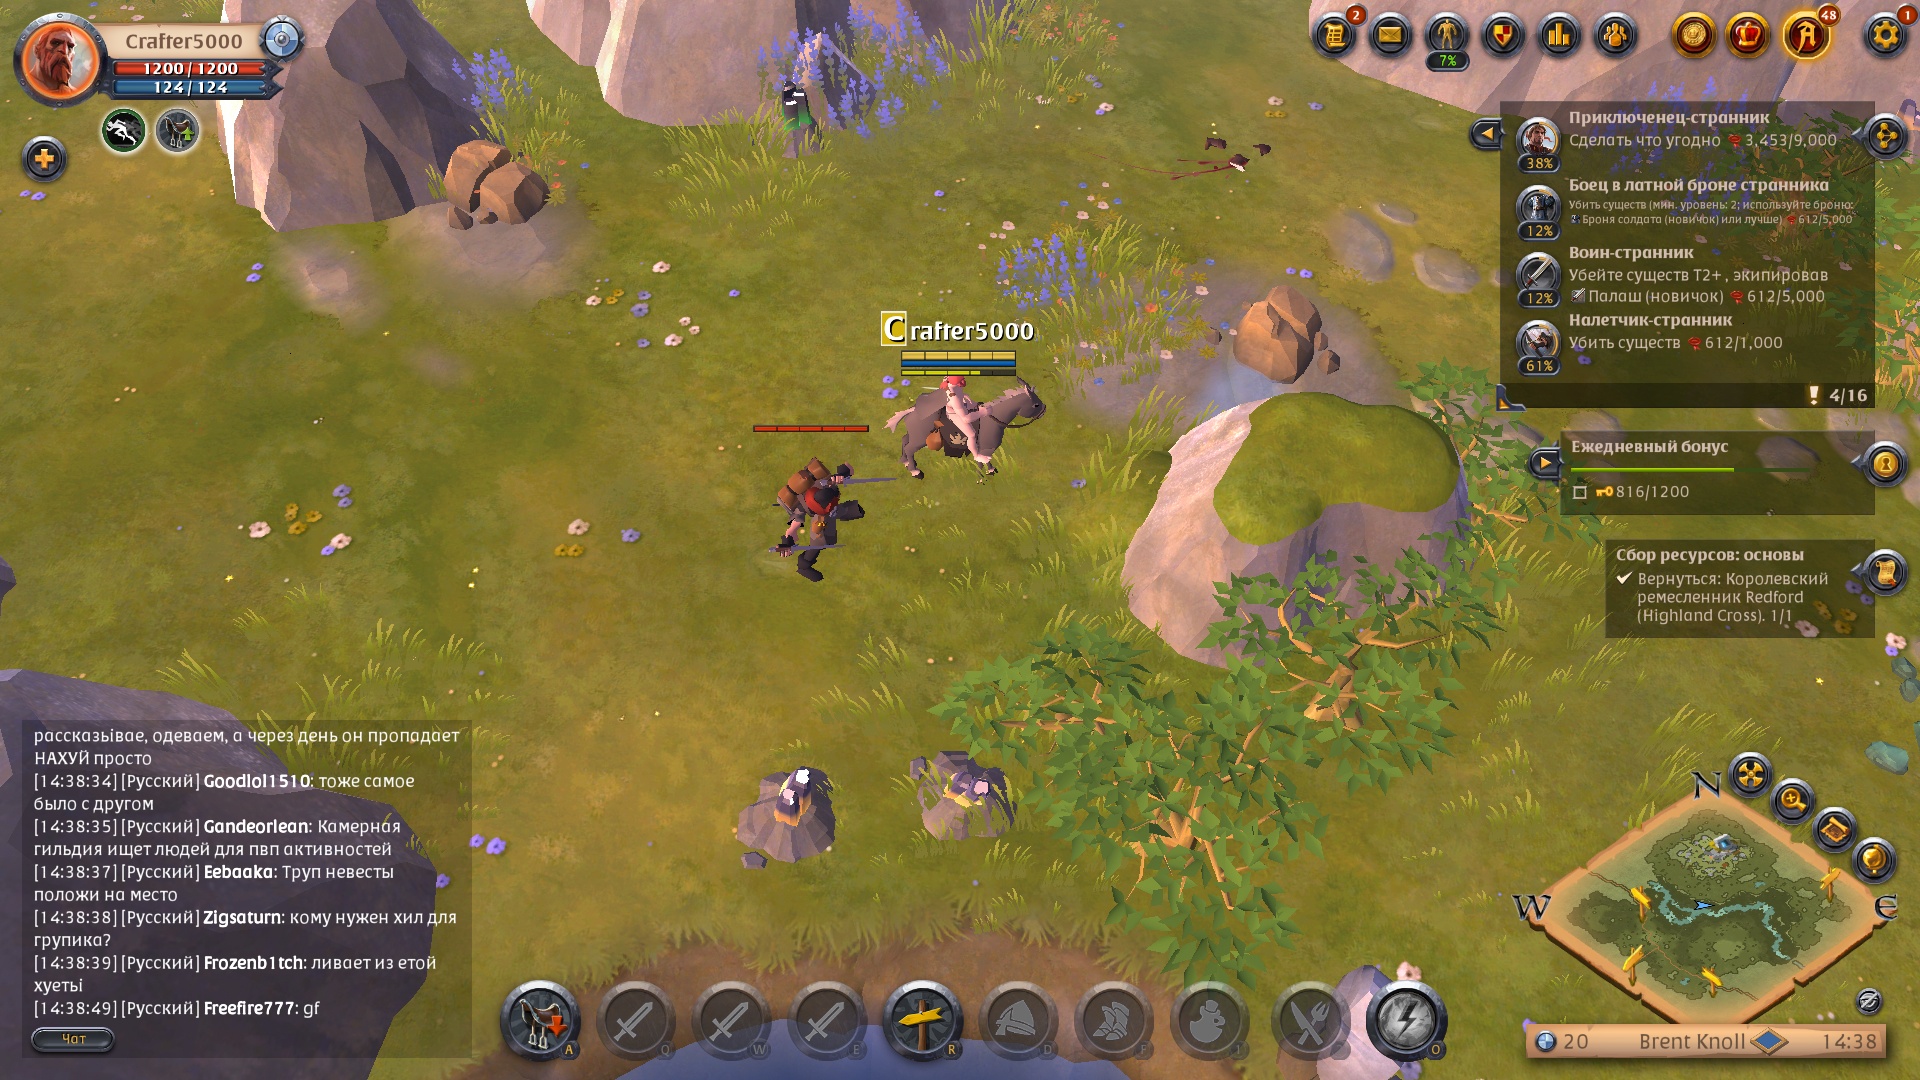 Crafter5000
1200/1200
124/124
2
7%
48
1
Приключенец-странник
Сделать что угодно 3,453/9,000
38%
Боец в латной броне странника
Убить существ (мин. уровень: 2; используйте броню:
Броня солдата (новичок) или лучше) 612/5,000
12%
Воин-странник
Убейте существ T2+, экипировав
Палаш (новичок) 612/5,000
12%
Налетчик-странник
Убить существ 612/1,000
61%
4/16
Ежедневный бонус
816/1200
Сбор ресурсов: основы
Вернуться: Королевский
ремесленник Redford
(Highland Cross). 1/1
Crafter5000
рассказывае, одеваем, а через день он пропадает
НАХУЙ просто
[14:38:34] [Русский] Goodlol1510: тоже самое
было с другом
[14:38:35] [Русский] Gandeorlean: Камерная
гильдия ищет людей для пвп активностей
[14:38:37] [Русский] Eebaaka: Труп невесты
положи на место
[14:38:38] [Русский] Zigsaturn: кому нужен хил для
групика?
[14:38:39] [Русский] Frozenb1tch: ливает из етой
хуеты
[14:38:49] [Русский] Freefire777: gf
Чат
A
Q
W
E
R
D
F
O
N
W
E
20
Brent Knoll
14:38